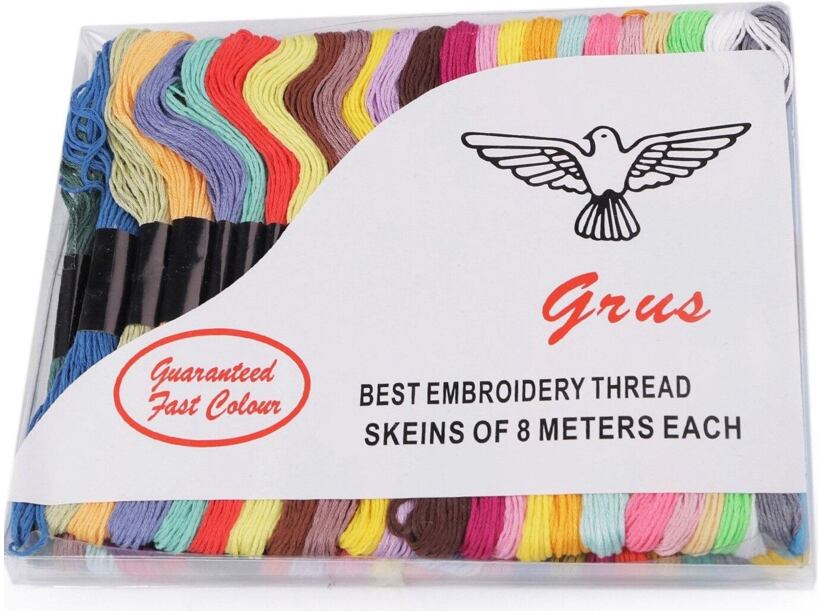 Grus
Guaranteed
Fast Colour
BEST EMBROIDERY THREAD
SKEINS OF 8 METERS EACH